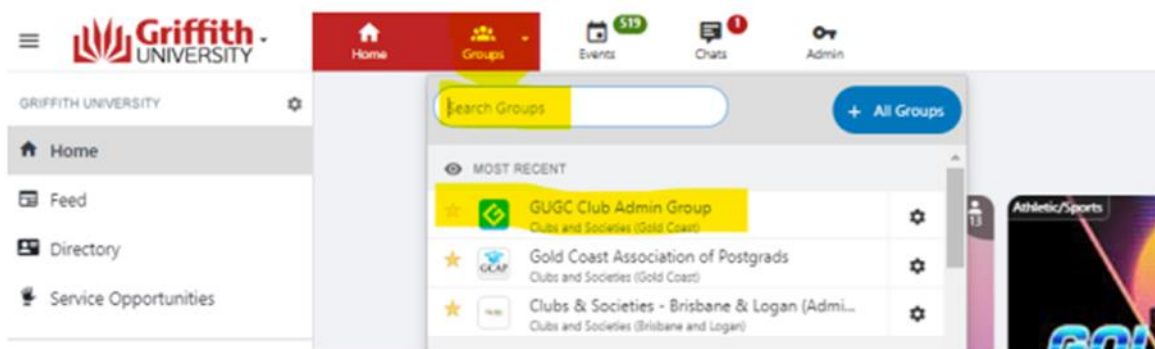 Griffith
UNIVERSITY
Home
Groups
519
Events
1
Chats
Admin
GRIFFITH UNIVERSITY
Home
Feed
Directory
Service Opportunities
Search Groups
+ All Groups
MOST RECENT
GUGC Club Admin Group
Clubs and Societies (Gold Coast)
GCAP
Gold Coast Association of Postgrads
Clubs and Societies (Gold Coast)
Clubs & Societies - Brisbane & Logan (Admi...
Clubs and Societies (Brisbane and Logan)
13
Athletic/Sports